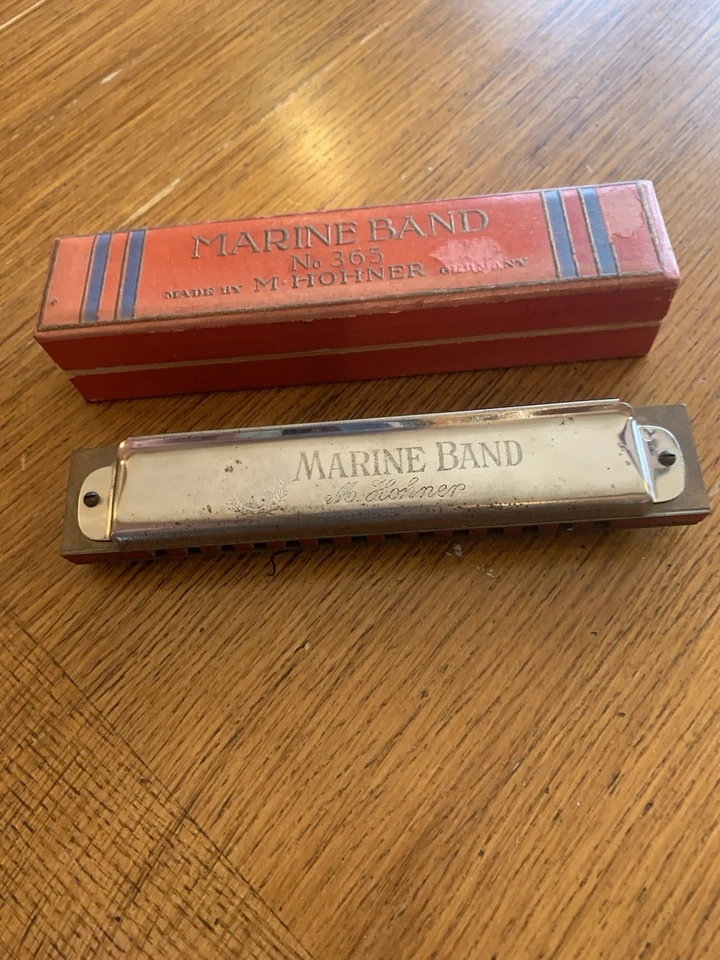 MARINE BAND
No 365
MADE BY M. HOHNER GERMANY
MARINE BAND
M. Hohner